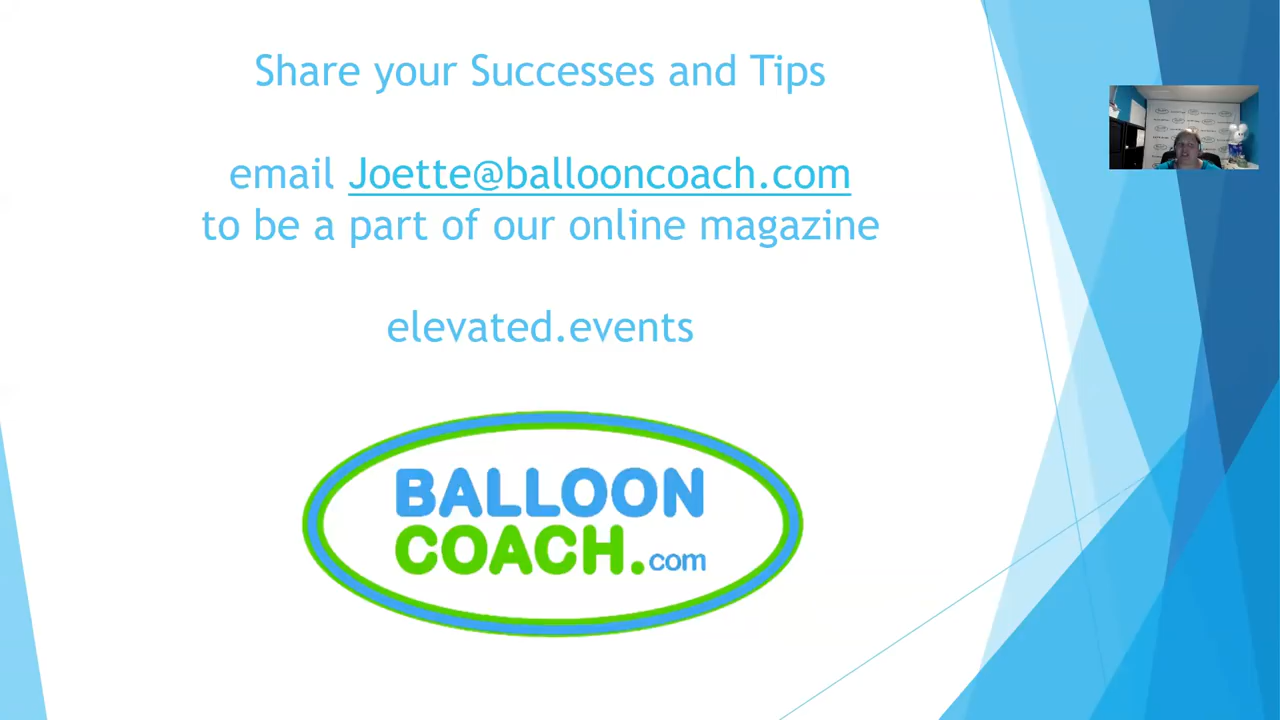 Share your Successes and Tips
email Joette@ballooncoach.com
to be a part of our online magazine
elevated.events
BALLOON
COACH.com